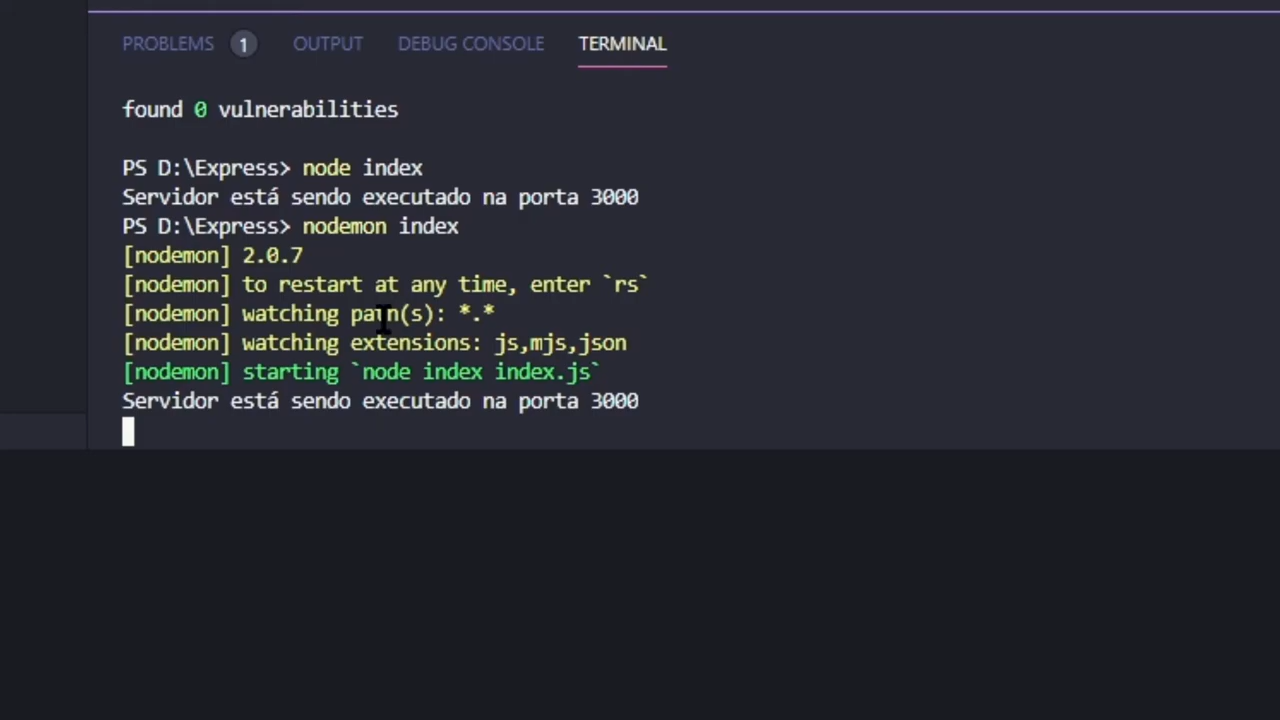 PROBLEMS 1 OUTPUT DEBUG CONSOLE TERMINAL
found 0 vulnerabilities
PS D:\Express> node index
Servidor está sendo executado na porta 3000
PS D:\Express> nodemon index
[nodemon] 2.0.7
[nodemon] to restart at any time, enter `rs`
[nodemon] watching path(s): *.*
[nodemon] watching extensions: js,mjs,json
[nodemon] starting `node index index.js`
Servidor está sendo executado na porta 3000